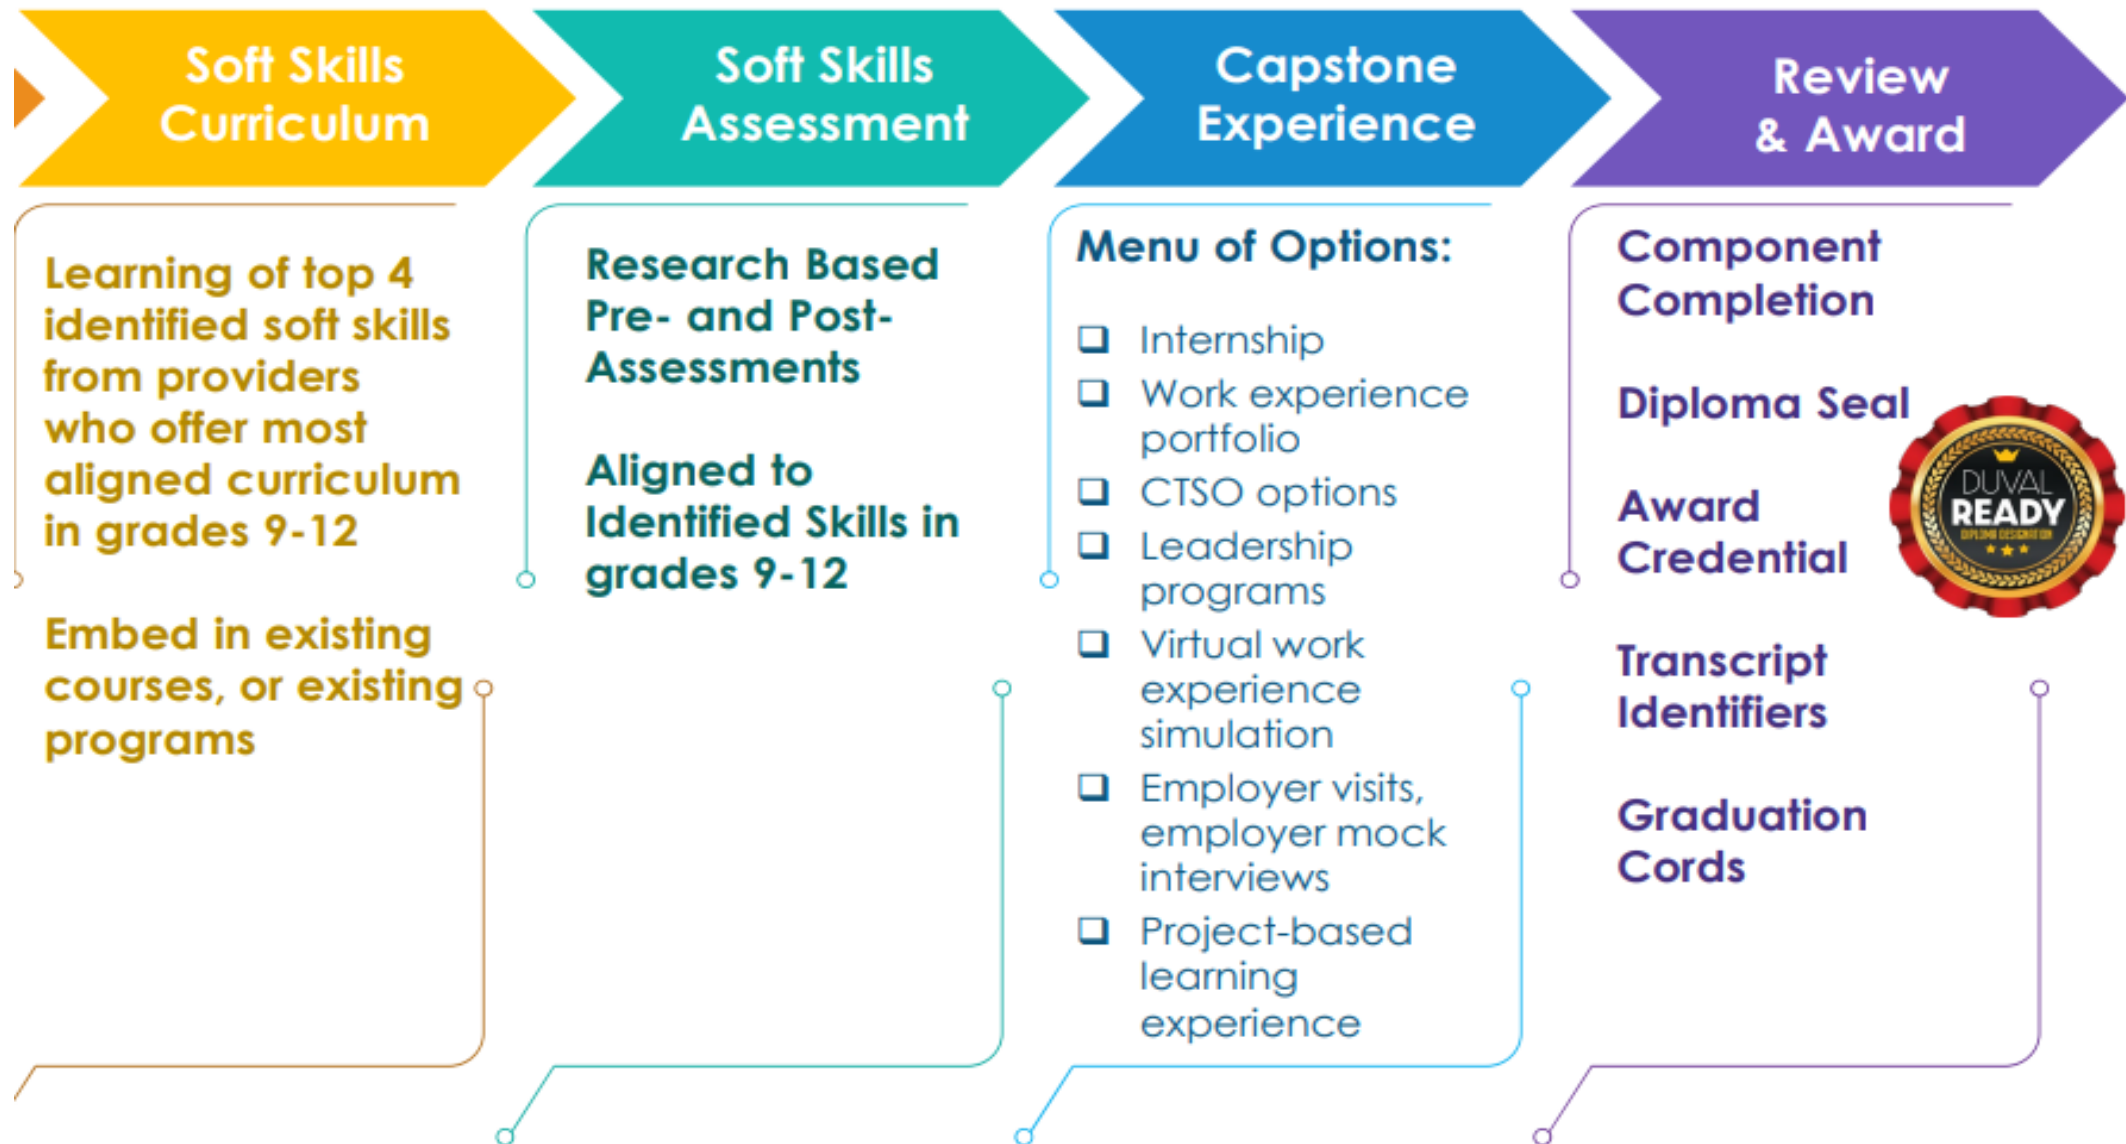 Soft Skills
Curriculum
Learning of top 4
identified soft skills
from providers
who offer most
aligned curriculum
in grades 9-12
Embed in existing
courses, or existing
programs
Soft Skills
Assessment
Research Based
Pre- and Post-
Assessments
Aligned to
Identified Skills in
grades 9-12
Capstone
Experience
Menu of Options:
Internship
Work experience
portfolio
CTSO options
Leadership
programs
Virtual work
experience
simulation
Employer visits,
employer mock
interviews
Project-based
learning
experience
Review
& Award
Component
Completion
Diploma Seal
Award
Credential
Transcript
Identifiers
Graduation
Cords
DUVAL
READY
DIPLOMA DESIGNATION